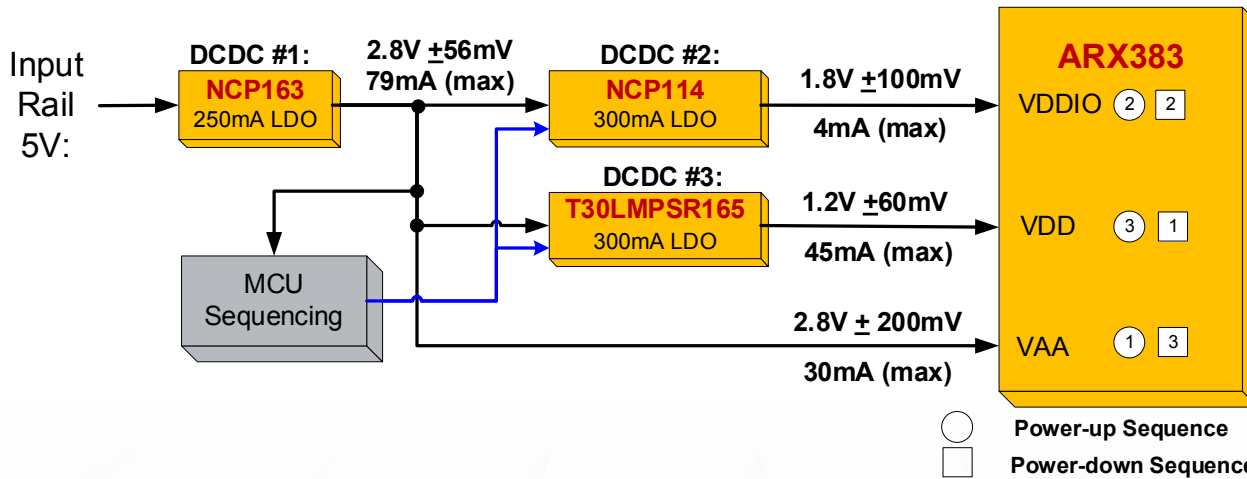 Input
Rail
5V:
DCDC #1:
NCP163
250mA LDO
2.8V ±56mV
79mA (max)
DCDC #2:
NCP114
300mA LDO
1.8V ±100mV
4mA (max)
DCDC #3:
T30LMPSR165
300mA LDO
1.2V ±60mV
45mA (max)
MCU
Sequencing
2.8V ± 200mV
30mA (max)
ARX383
VDDIO 2 2
VDD 3 1
VAA 1 3
Power-up Sequence
Power-down Sequence